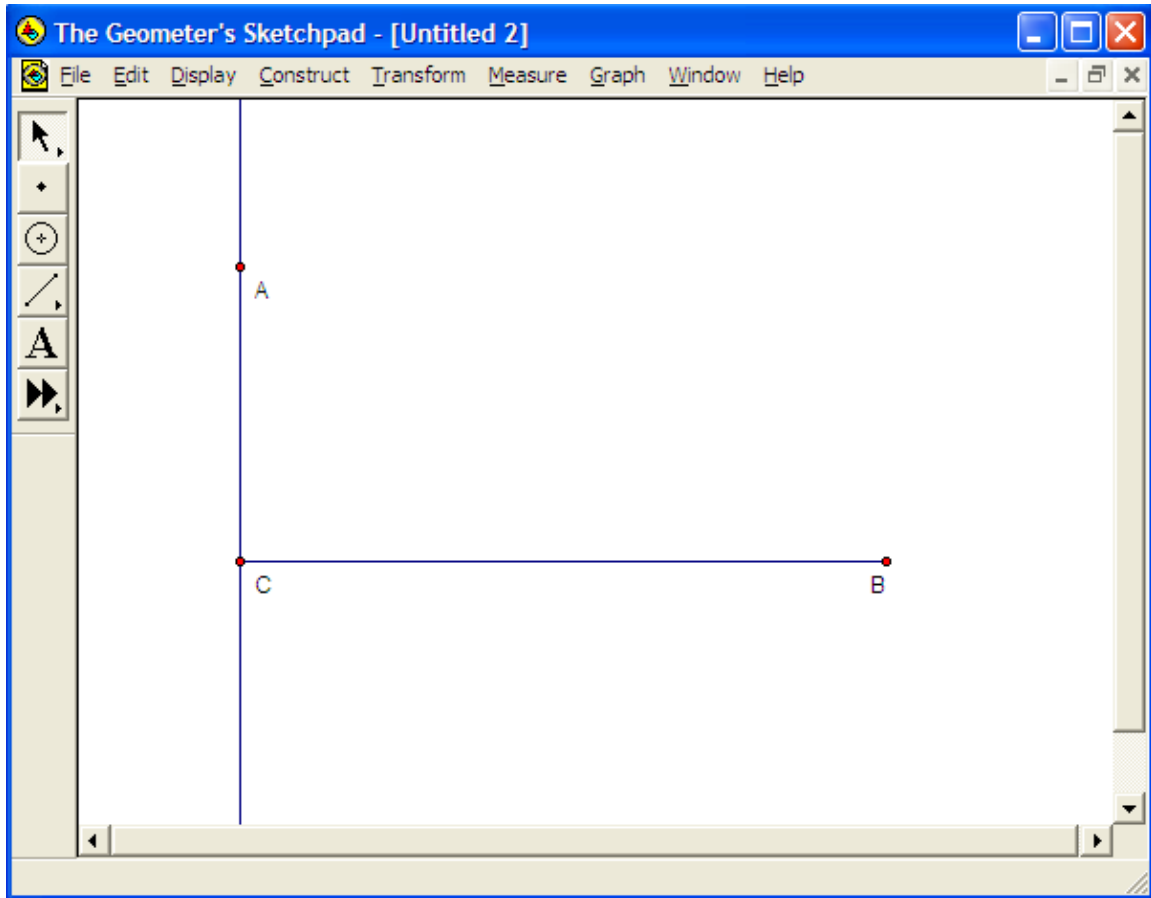 The Geometer's Sketchpad - [Untitled 2]
File Edit Display Construct Transform Measure Graph Window Help
A
A
C
B